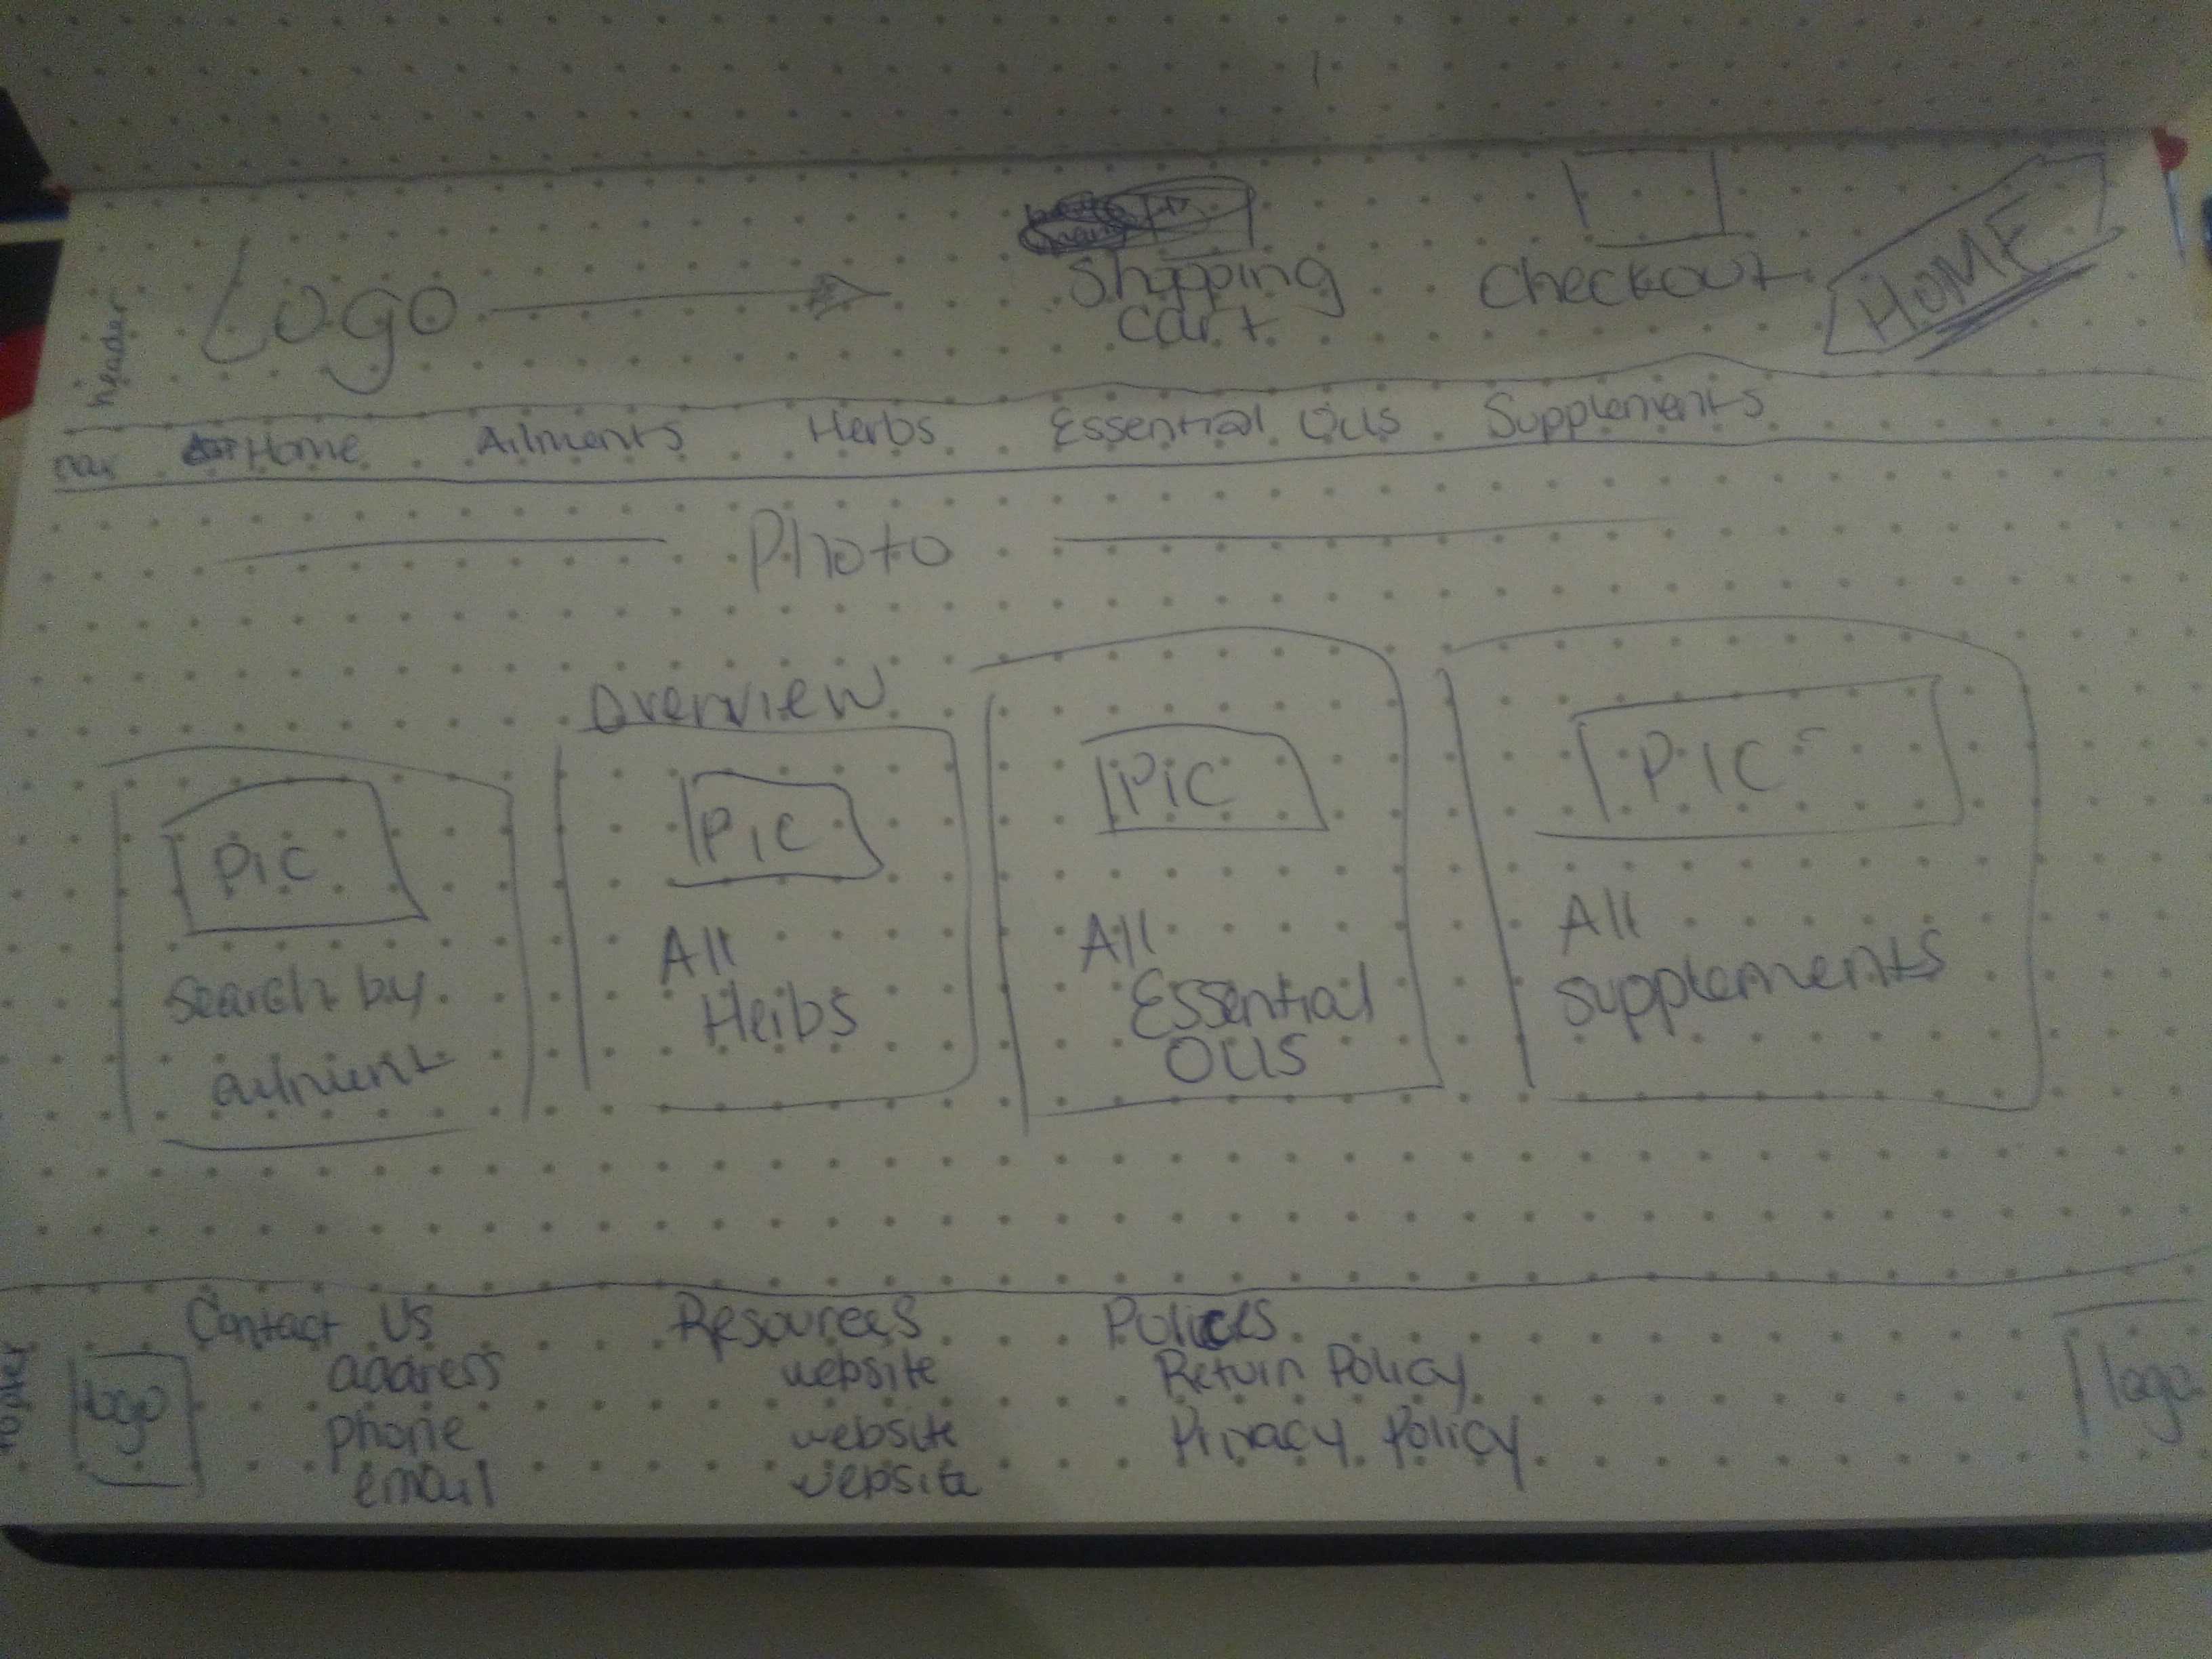 Logo
Shopping
cart
Checkout
HOME
header
nav
Home Ailments Herbs Essential Oils Supplements
Photo
Overview
Pic
Search by
ailment
Pic
All
Herbs
Pic
All
Essential
Oils
PIC
All
Supplements
footer
logo
Contact Us
address
phone
email
Resources
website
website
website
Policies
Return Policy
Privacy Policy
logo